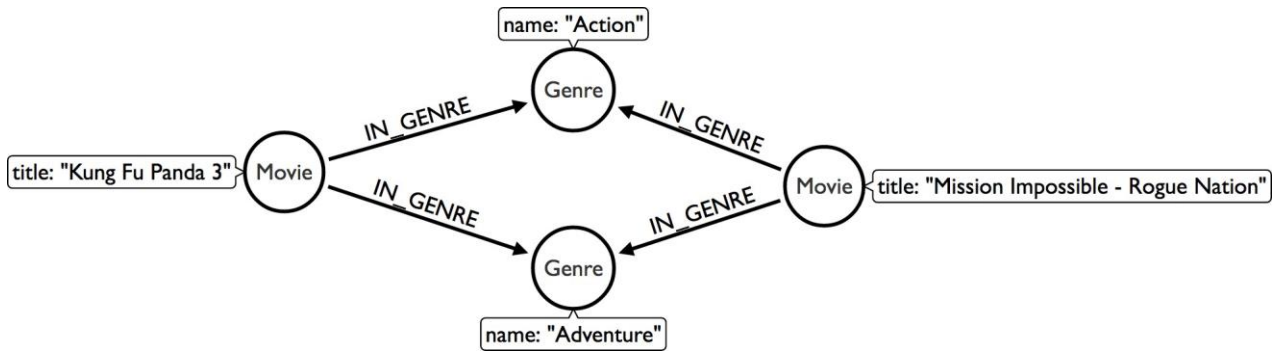 name: "Action"
Genre
IN_GENRE
IN_GENRE
title: "Kung Fu Panda 3"
Movie
Movie
title: "Mission Impossible - Rogue Nation"
IN_GENRE
IN_GENRE
Genre
name: "Adventure"